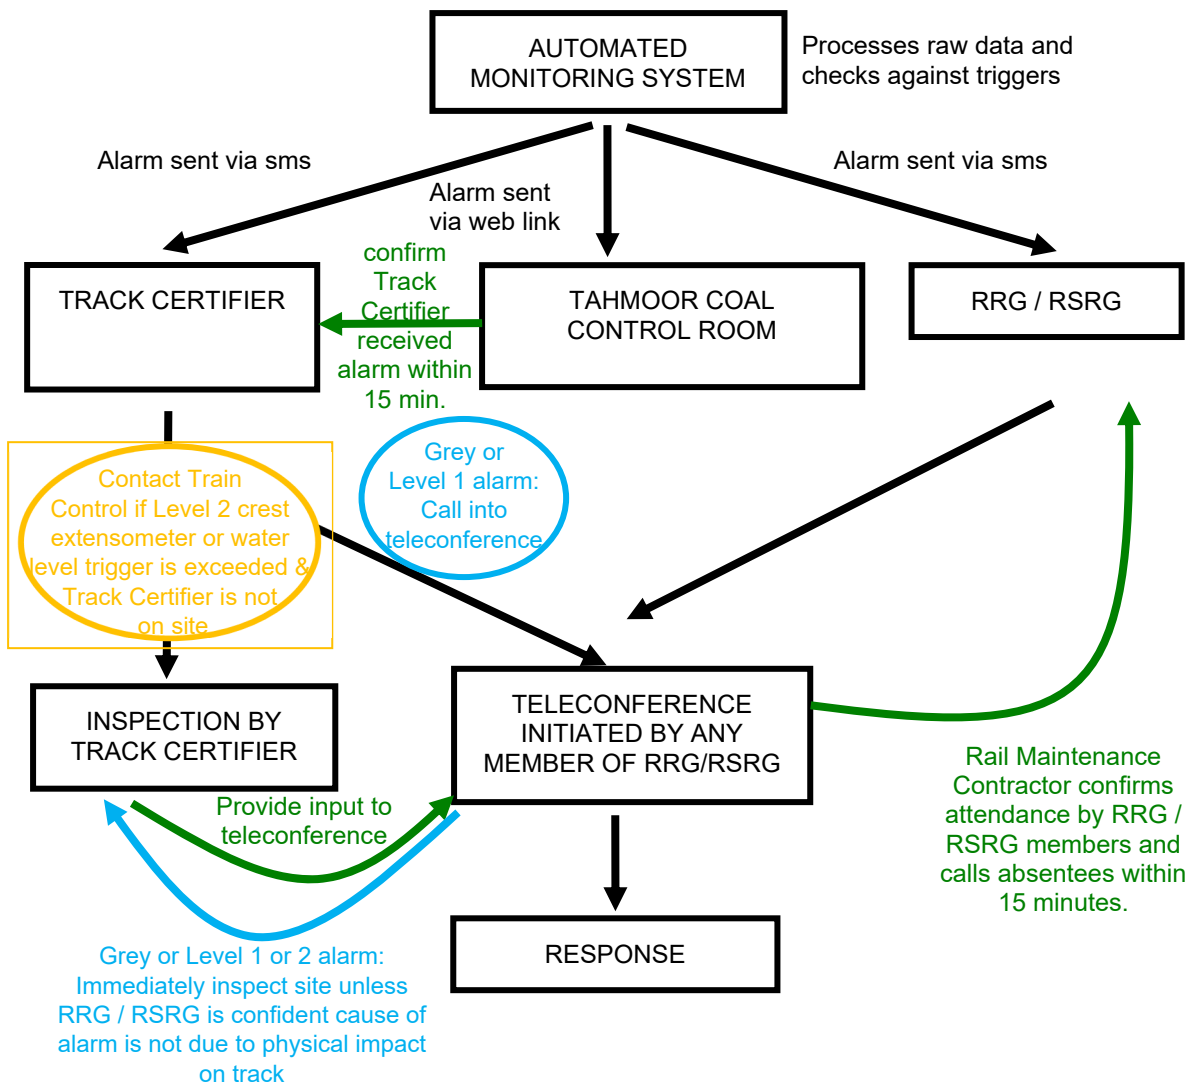 AUTOMATED
MONITORING SYSTEM
Processes raw data and
checks against triggers
Alarm sent via sms
Alarm sent
via web link
Alarm sent via sms
TRACK CERTIFIER
confirm
Track
Certifier
received
alarm within
15 min.
TAHMOOR COAL
CONTROL ROOM
RRG / RSRG
Contact Train
Control if Level 2 crest
extensometer or water
level trigger is exceeded &
Track Certifier is not
on site
Grey or
Level 1 alarm:
Call into
teleconference
INSPECTION BY
TRACK CERTIFIER
TELECONFERENCE
INITIATED BY ANY
MEMBER OF RRG/RSRG
Rail Maintenance
Contractor confirms
attendance by RRG /
RSRG members and
calls absentees within
15 minutes.
Provide input to
teleconference
Grey or Level 1 or 2 alarm:
Immediately inspect site unless
RRG / RSRG is confident cause of
alarm is not due to physical impact
on track
RESPONSE